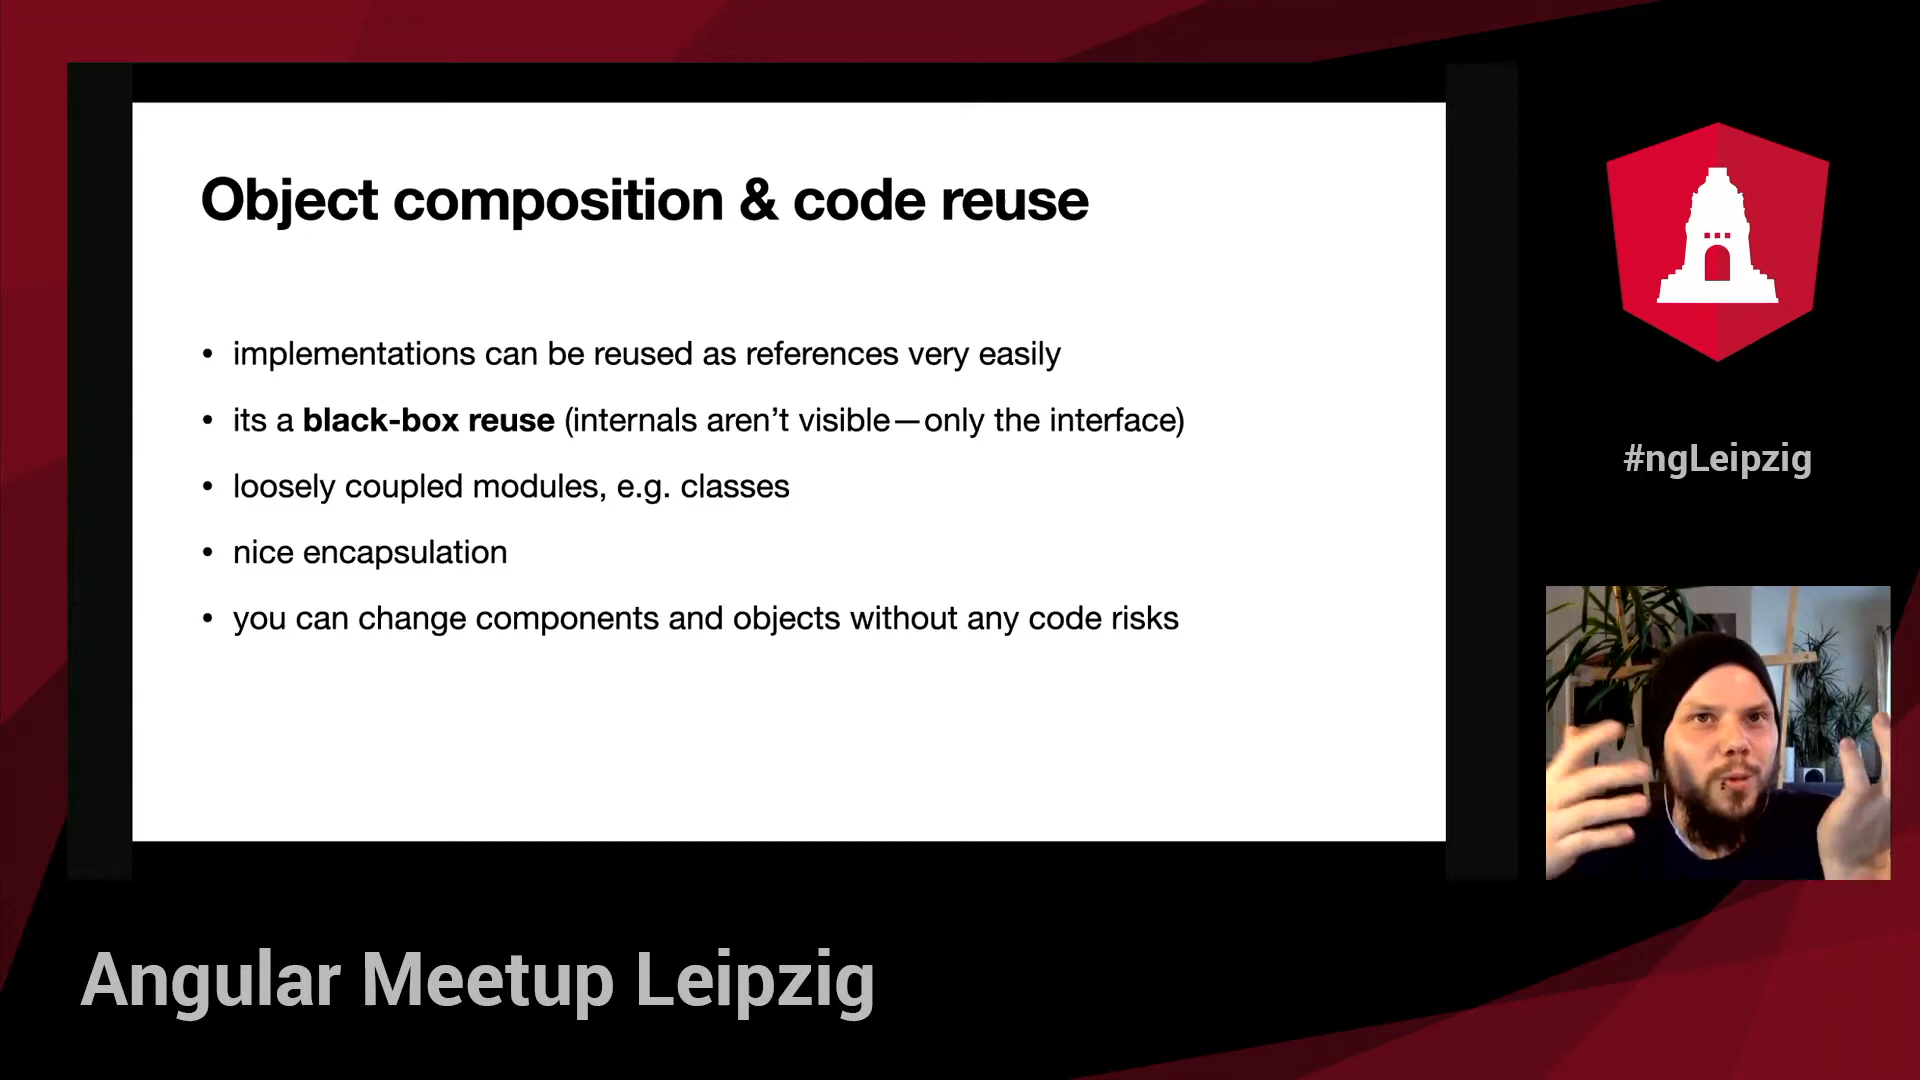 Object composition & code reuse
• implementations can be reused as references very easily
• its a black-box reuse (internals aren’t visible—only the interface)
• loosely coupled modules, e.g. classes
• nice encapsulation
• you can change components and objects without any code risks
#ngLeipzig
Angular Meetup Leipzig